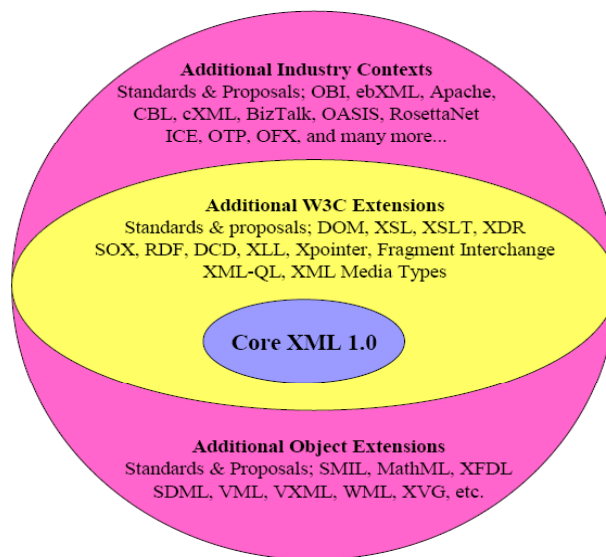 Additional Industry Contexts
Standards & Proposals; OBI, ebXML, Apache,
CBL, cXML, BizTalk, OASIS, RosettaNet
ICE, OTP, OFX, and many more...
Additional W3C Extensions
Standards & proposals; DOM, XSL, XSLT, XDR
SOX, RDF, DCD, XLL, Xpointer, Fragment Interchange
XML-QL, XML Media Types
Core XML 1.0
Additional Object Extensions
Standards & Proposals; SMIL, MathML, XFDL
SDML, VML, VXML, WML, XVG, etc.